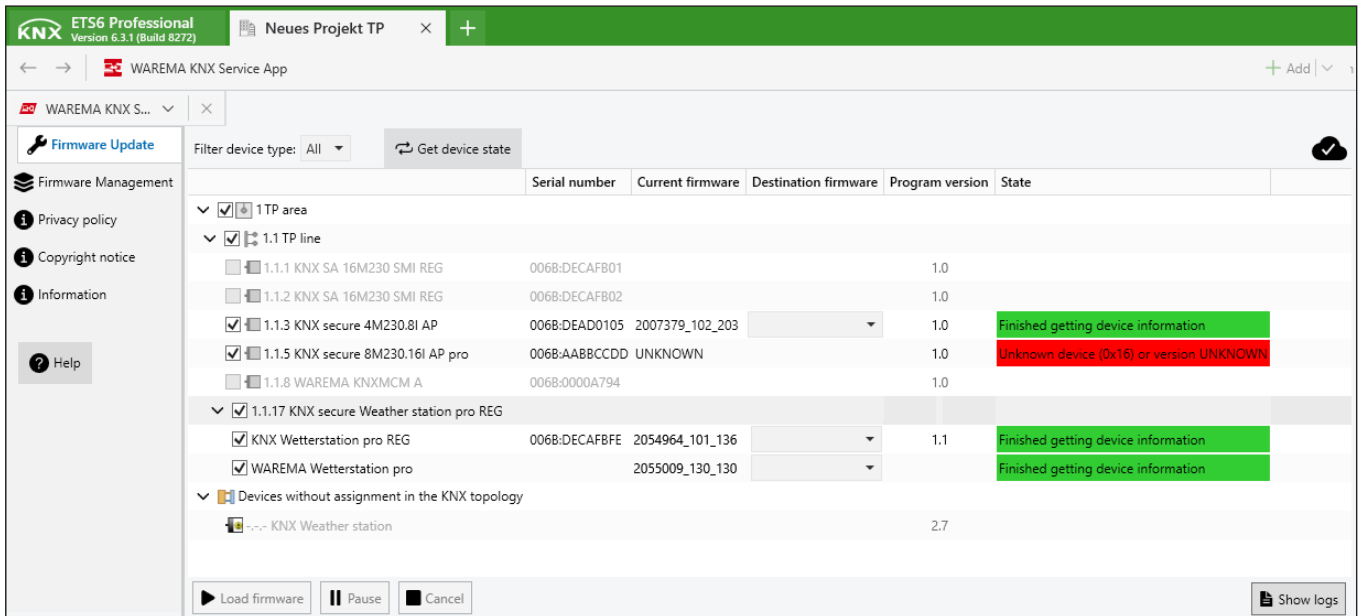 KNX ETS6 Professional
Version 6.3.1 (Build 8272)
Neues Projekt TP
WAREMA KNX Service App
Add
WAREMA KNX S...
Firmware Update
Firmware Management
Privacy policy
Copyright notice
Information
Help
Filter device type: All
Get device state
Serial number Current firmware Destination firmware Program version State
1 TP area
1.1 TP line
1.1.1 KNX SA 16M230 SMI REG 006B:DECAFB01 1.0
1.1.2 KNX SA 16M230 SMI REG 006B:DECAFB02 1.0
1.1.3 KNX secure 4M230.8I AP 006B:DEAD0105 2007379_102_203 1.0 Finished getting device information
1.1.5 KNX secure 8M230.16I AP pro 006B:AABBCCDD UNKNOWN 1.0 Unknown device (0x16) or version UNKNOWN
1.1.8 WAREMA KNXMCM A 006B:0000A794 1.0
1.1.17 KNX secure Weather station pro REG
KNX Wetterstation pro REG 006B:DECAFBFE 2054964_101_136 1.1 Finished getting device information
WAREMA Wetterstation pro 2055009_130_130 Finished getting device information
Devices without assignment in the KNX topology
-.-.- KNX Weather station 2.7
Load firmware Pause Cancel Show logs